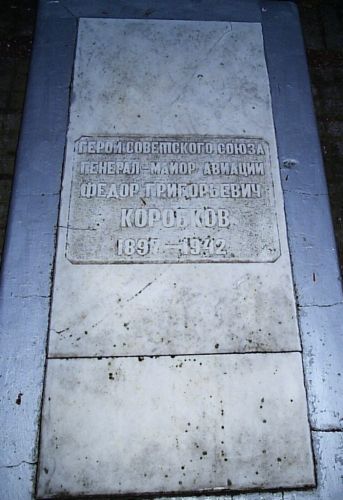 ГЕРОЙ СОВЕТСКОГО СОЮЗА
ГЕНЕРАЛ-МАЙОР АВИАЦИИ
ФЕДОР ГРИГОРЬЕВИЧ
КОРОБКОВ
1897-1942